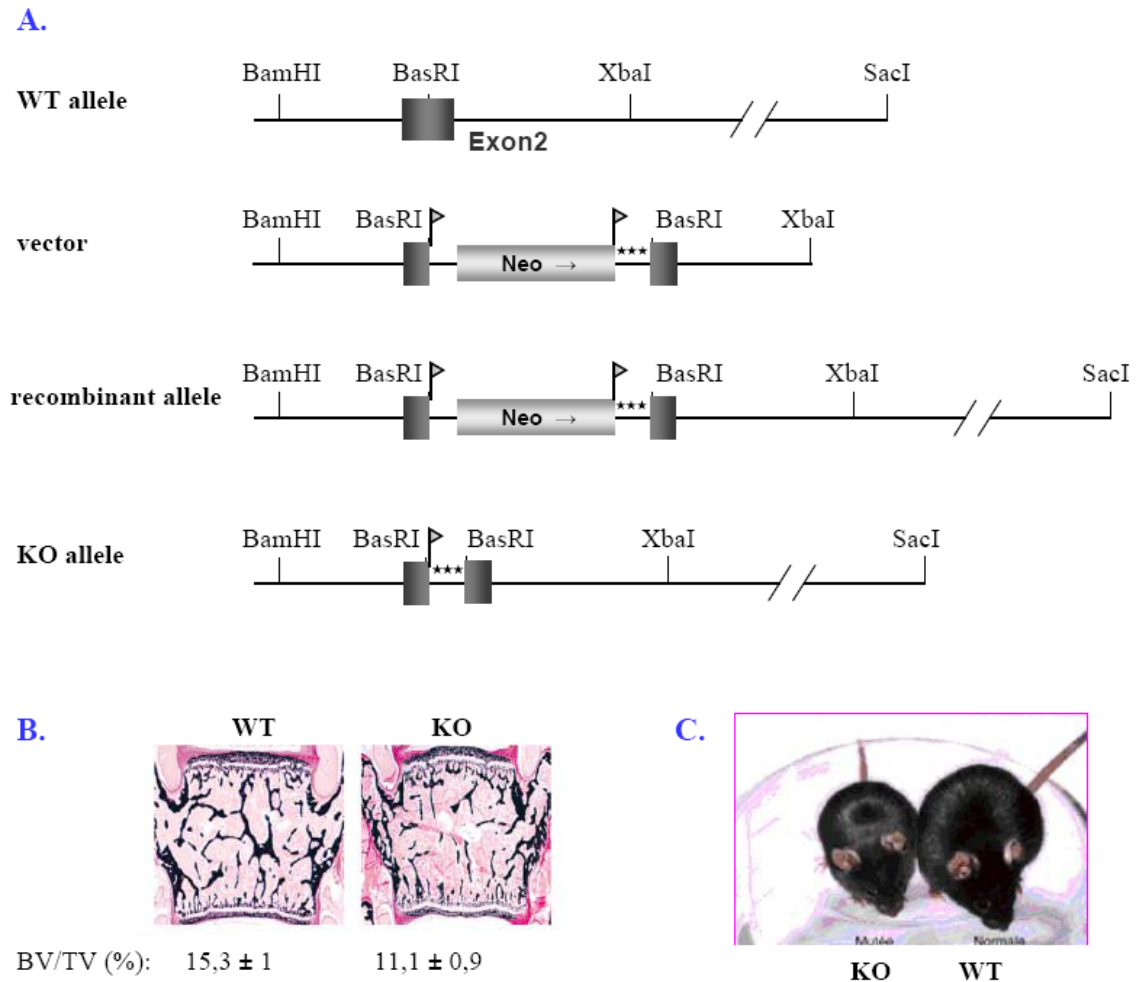 A.
BamHI BasRI XbaI SacI
WT allele
Exon2
BamHI BasRI BasRI XbaI
vector
Neo →
★★★
BamHI BasRI BasRI XbaI SacI
recombinant allele
Neo →
★★★
BamHI BasRI BasRI XbaI SacI
KO allele
★★★
B. WT KO
C.
Mutée Normale
BV/TV (%): 15,3 ± 1 11,1 ± 0,9
KO WT